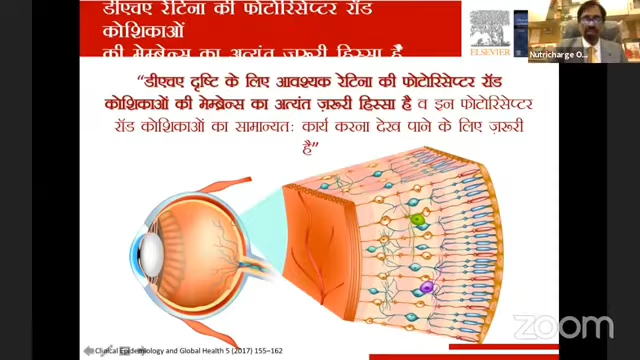 डीएचए रेटिना की फोटोरिसेप्टर रॉड
कोशिकाओं
की मेम्ब्रेन्स का अत्यंत ज़रूरी हिस्सा है
ELSEVIER
Nutricharge O...
“डीएचए दृष्टि के लिए आवश्यक रेटिना की फोटोरिसेप्टर रॉड
कोशिकाओं की मेम्ब्रेन्स का अत्यंत ज़रूरी हिस्सा है व इन फोटोरिसेप्टर
रॉड कोशिकाओं का सामान्यतः कार्य करना देख पाने के लिए ज़रूरी
है”
Clinical Epidemiology and Global Health 5 (2017) 155–162
zoom